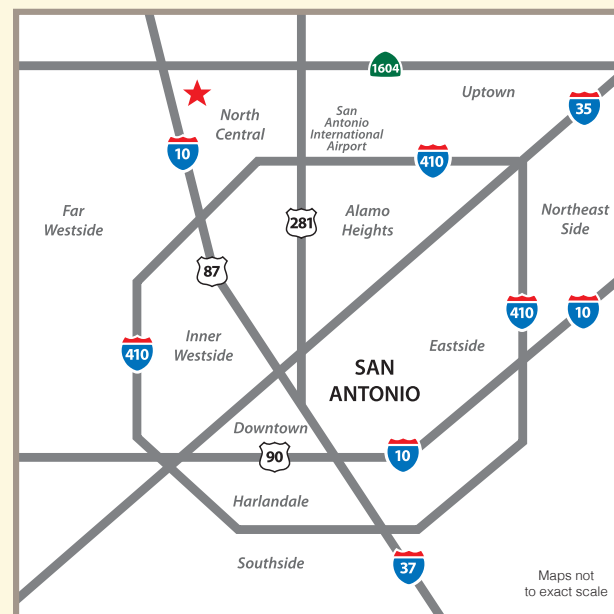 1604
Uptown
35
North
Central
San
Antonio
International
Airport
10
410
Far
Westside
281
Alamo
Heights
Northeast
Side
87
410
10
410
Inner
Westside
Eastside
SAN
ANTONIO
Downtown
90
10
Harlandale
Southside
37
Maps not
to exact scale